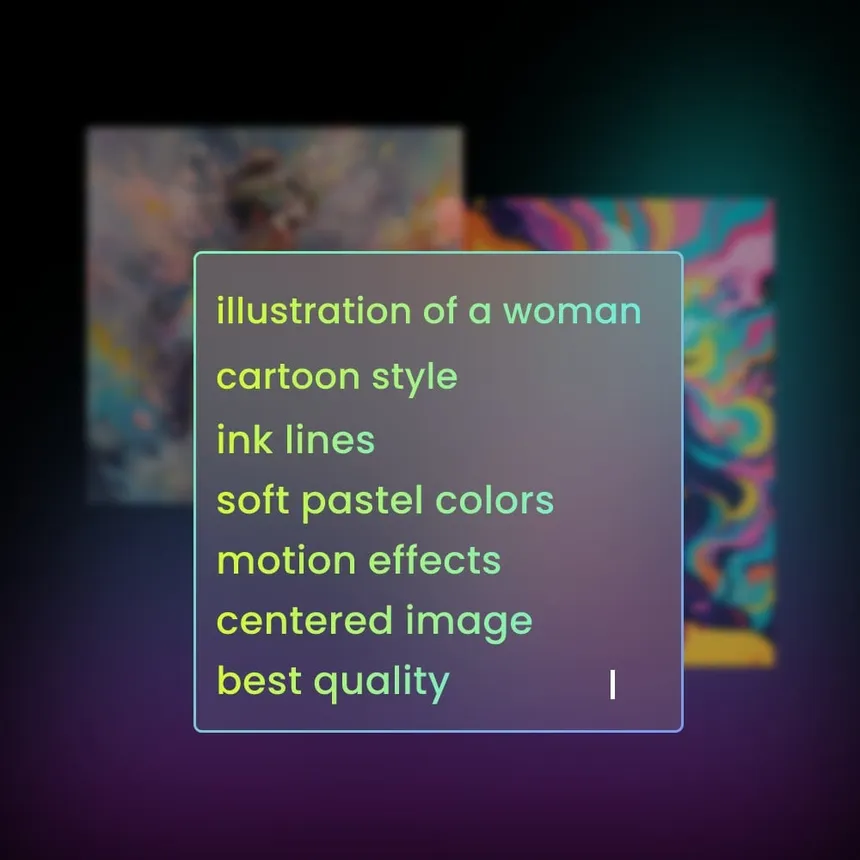 illustration of a woman
cartoon style
ink lines
soft pastel colors
motion effects
centered image
best quality